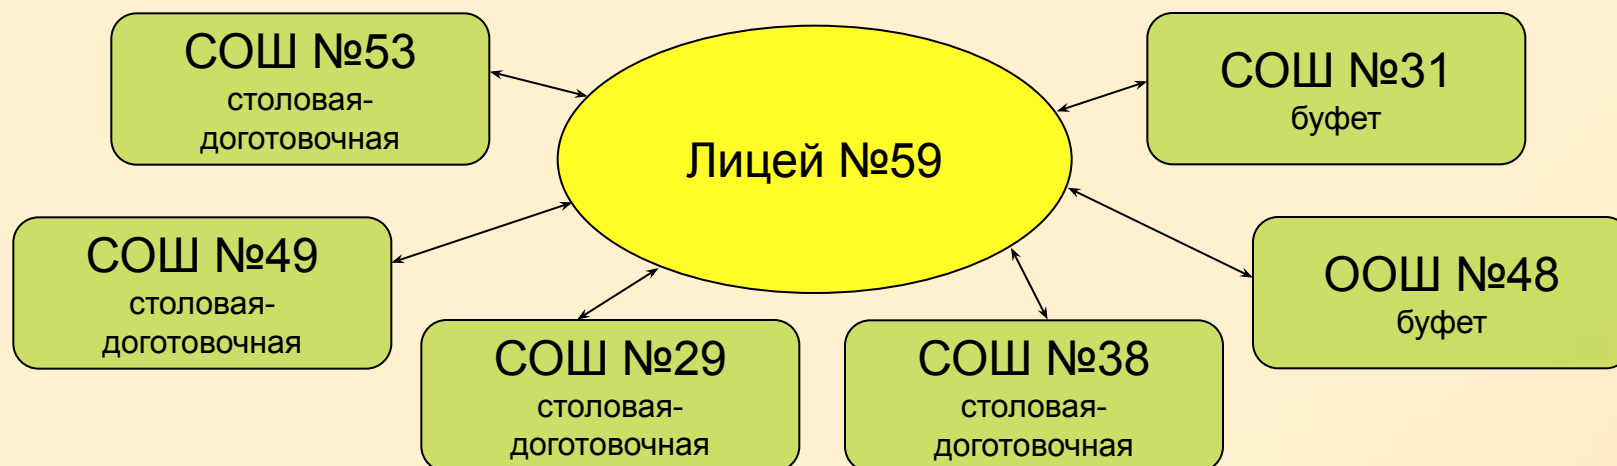 СОШ №53
столовая-
доготовочная
Лицей №59
СОШ №31
буфет
СОШ №49
столовая-
доготовочная
ООШ №48
буфет
СОШ №29
столовая-
доготовочная
СОШ №38
столовая-
доготовочная